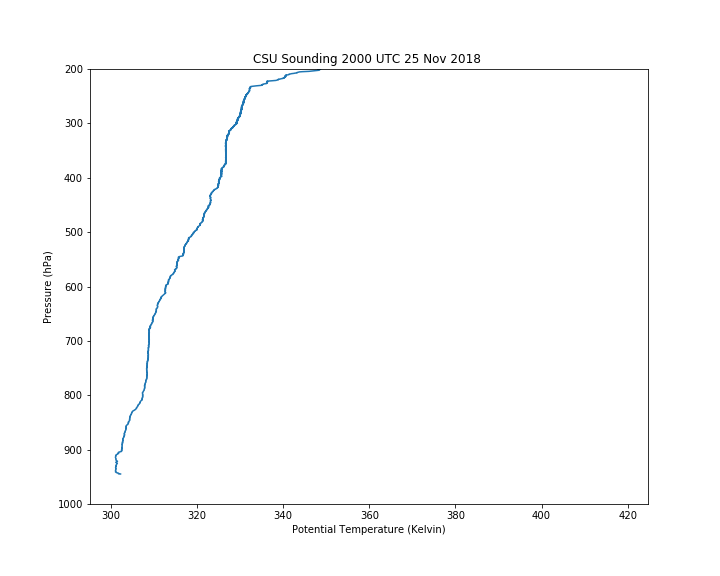 CSU Sounding 2000 UTC 25 Nov 2018
200
300
400
500
600
700
800
900
1000
Pressure (hPa)
300 320 340 360 380 400 420
Potential Temperature (Kelvin)